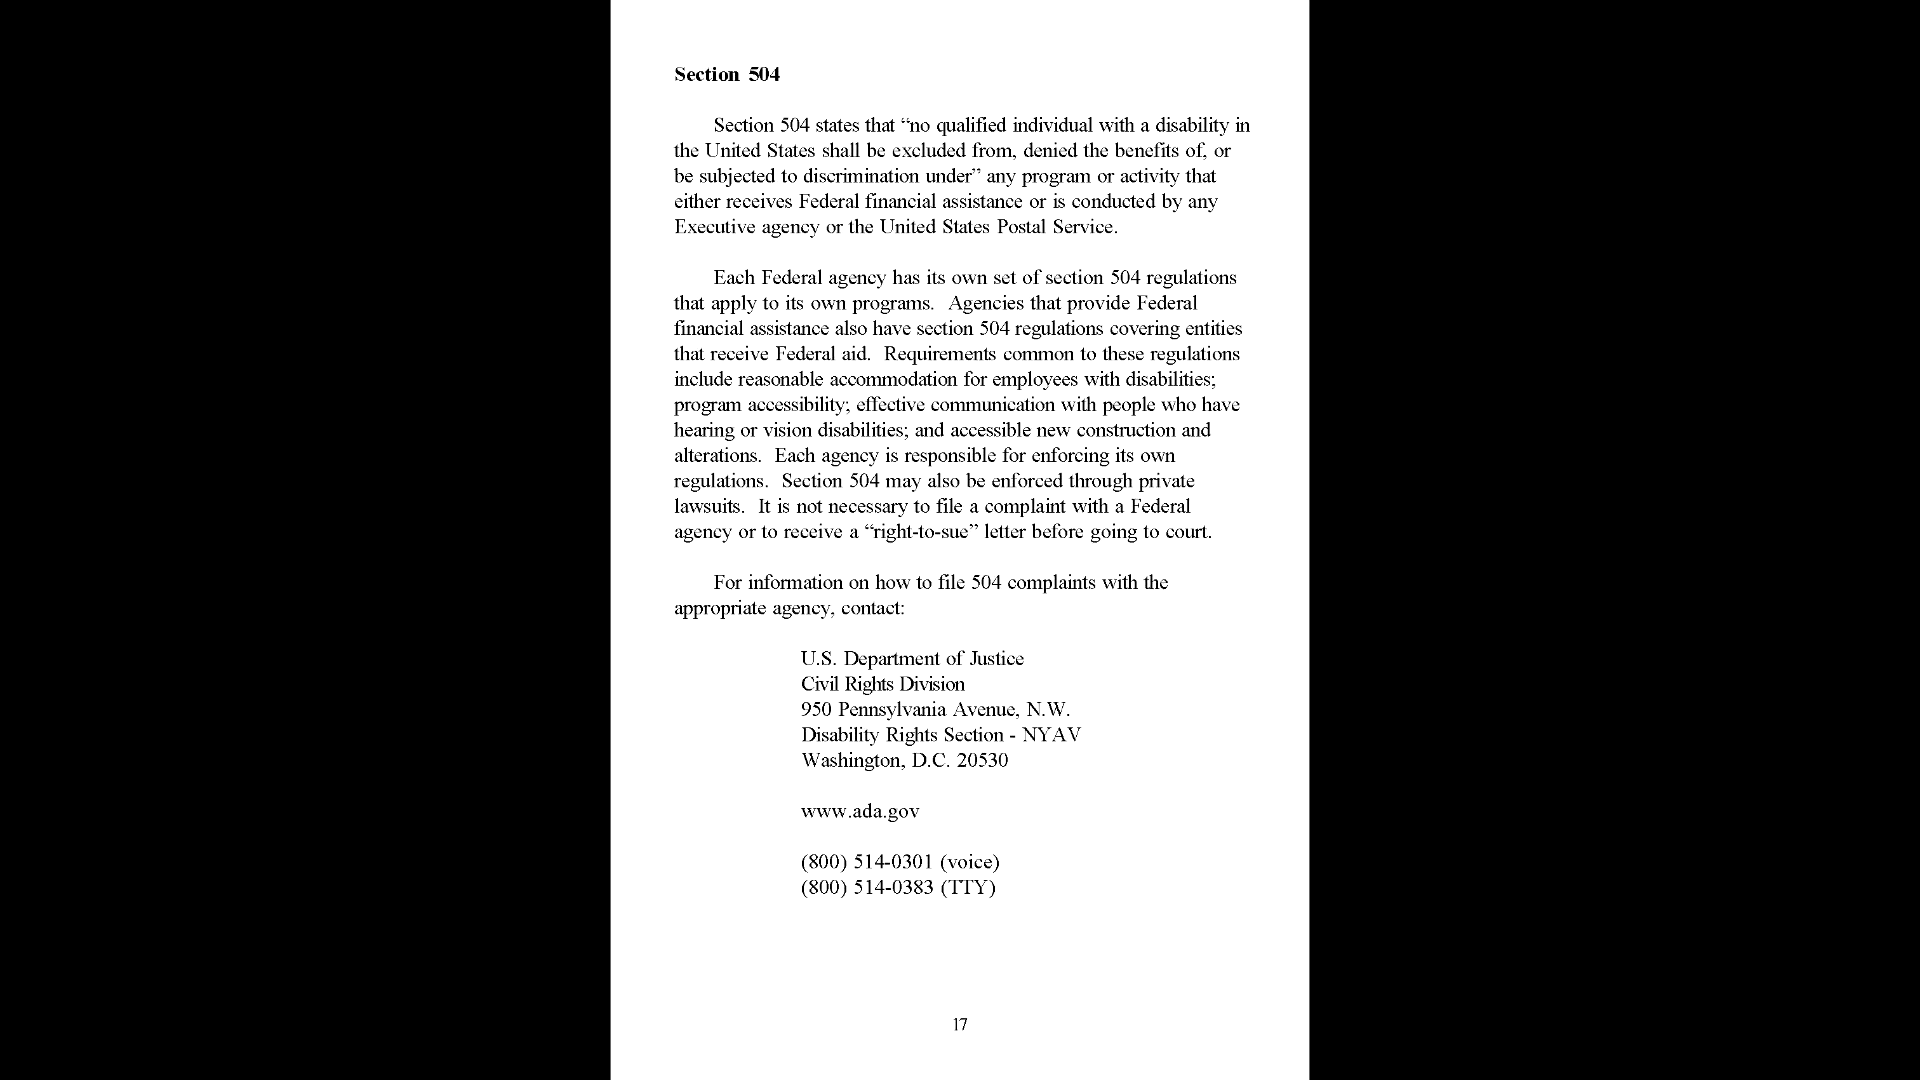 Section 504
Section 504 states that “no qualified individual with a disability in
the United States shall be excluded from, denied the benefits of, or
be subjected to discrimination under” any program or activity that
either receives Federal financial assistance or is conducted by any
Executive agency or the United States Postal Service.
Each Federal agency has its own set of section 504 regulations
that apply to its own programs.  Agencies that provide Federal
financial assistance also have section 504 regulations covering entities
that receive Federal aid.  Requirements common to these regulations
include reasonable accommodation for employees with disabilities;
program accessibility; effective communication with people who have
hearing or vision disabilities; and accessible new construction and
alterations.  Each agency is responsible for enforcing its own
regulations.  Section 504 may also be enforced through private
lawsuits.  It is not necessary to file a complaint with a Federal
agency or to receive a “right-to-sue” letter before going to court.
For information on how to file 504 complaints with the
appropriate agency, contact:
U.S. Department of Justice
Civil Rights Division
950 Pennsylvania Avenue, N.W.
Disability Rights Section - NYAV
Washington, D.C. 20530
www.ada.gov
(800) 514-0301 (voice)
(800) 514-0383 (TTY)
17